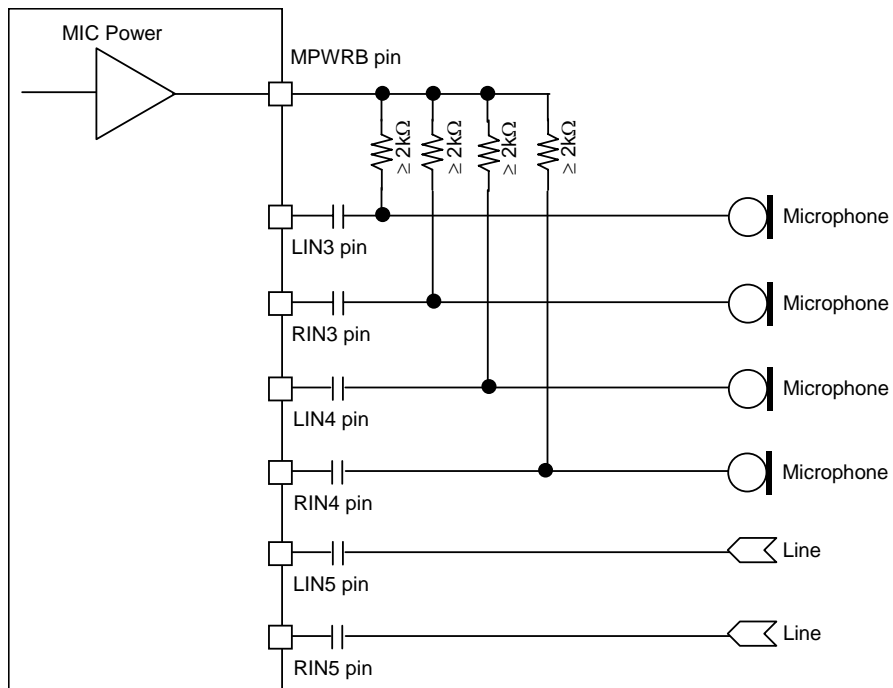 MIC Power
MPWRB pin
≥ 2kΩ
≥ 2kΩ
≥ 2kΩ
≥ 2kΩ
LIN3 pin
Microphone
RIN3 pin
Microphone
LIN4 pin
Microphone
RIN4 pin
Microphone
LIN5 pin
Line
RIN5 pin
Line